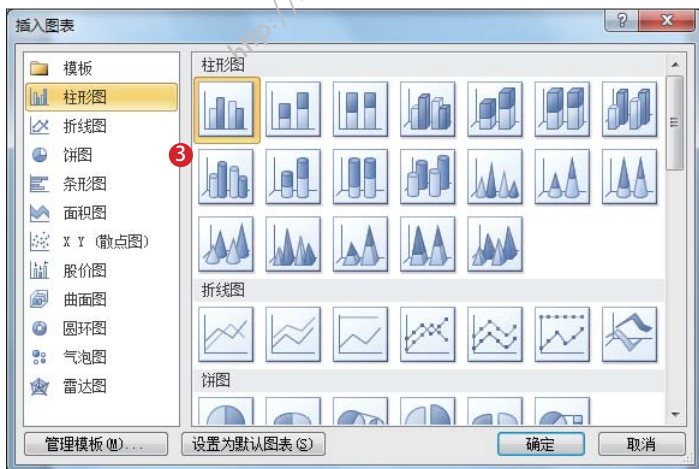 插入图表
http://
模板
柱形图
折线图
饼图
条形图
面积图
X Y (散点图)
股价图
曲面图
圆环图
气泡图
雷达图
柱形图
3
折线图
饼图
管理模板(M)...
设置为默认图表(S)
确定
取消